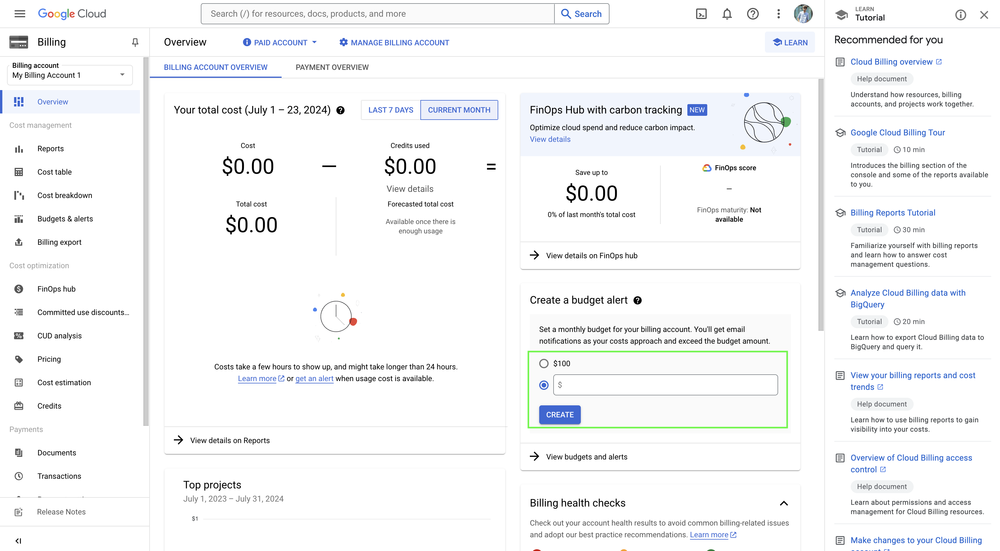 Google Cloud
Search (/) for resources, docs, products, and more
Search
LEARN
Tutorial
Billing
Billing account
My Billing Account 1
Overview
Cost management
Reports
Cost table
Cost breakdown
Budgets & alerts
Billing export
Cost optimization
FinOps hub
Committed use discounts...
CUD analysis
Pricing
Cost estimation
Credits
Payments
Documents
Transactions
Release Notes
Overview
PAID ACCOUNT
MANAGE BILLING ACCOUNT
LEARN
BILLING ACCOUNT OVERVIEW
PAYMENT OVERVIEW
Your total cost (July 1 – 23, 2024)
LAST 7 DAYS
CURRENT MONTH
Cost
$0.00
—
Credits used
$0.00
=
View details
Total cost
$0.00
Forecasted total cost
Available once there is
enough usage
Costs take a few hours to show up, and might take longer than 24 hours.
Learn more or get an alert when usage cost is available.
View details on Reports
Top projects
July 1, 2023 – July 31, 2024
$1
FinOps Hub with carbon tracking NEW
Optimize cloud spend and reduce carbon impact.
View details
Save up to
$0.00
0% of last month's total cost
FinOps score
–
FinOps maturity: Not
available
View details on FinOps hub
Create a budget alert
Set a monthly budget for your billing account. You'll get email
notifications as your costs approach and exceed the budget amount.
$100
$
CREATE
View budgets and alerts
Billing health checks
Check out your account health results to avoid common billing-related issues
and adopt our best practice recommendations. Learn more
Recommended for you
Cloud Billing overview
Help document
Understand how resources, billing
accounts, and projects work together.
Google Cloud Billing Tour
Tutorial 10 min
Introduces the billing section of the
console and some of the reports available
to you.
Billing Reports Tutorial
Tutorial 30 min
Familiarize yourself with billing reports
and learn how to answer cost
management questions.
Analyze Cloud Billing data with
BigQuery
Tutorial 20 min
Learn how to export Cloud Billing data to
BigQuery and query it.
View your billing reports and cost
trends
Help document
Learn how to use billing reports to gain
visibility into your costs.
Overview of Cloud Billing access
control
Help document
Learn about permissions and access
management for Cloud Billing resources.
Make changes to your Cloud Billing